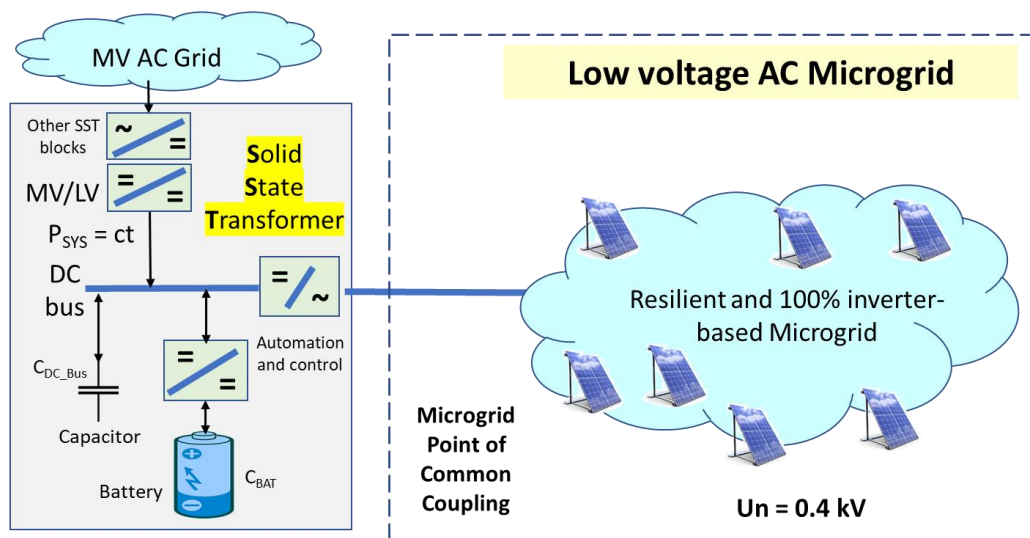 MV AC Grid
Low voltage AC Microgrid
Other SST
blocks
~
=
Solid
State
Transformer
MV/LV
=
=
PSYS = ct
DC
bus
=
~
Automation
and control
CDC_Bus
=
=
Capacitor
Battery
CBAT
+
−
Resilient and 100% inverter-
based Microgrid
Microgrid
Point of
Common
Coupling
Un = 0.4 kV